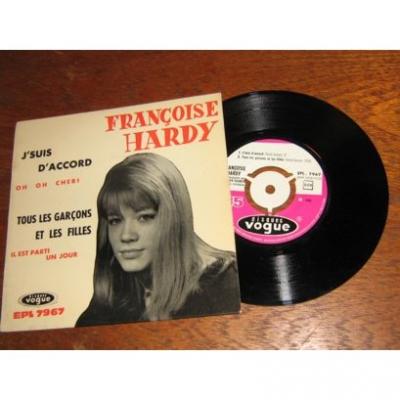 FRANÇOISE
HARDY
J'SUIS
D'ACCORD
OH OH CHERI
TOUS LES GARÇONS
ET LES FILLES
IL EST PARTI
UN JOUR
DISQUES
vogue
EPL 7967
FRANÇOISE
HARDY
EPL. 7967
45
DISQUES
vogue